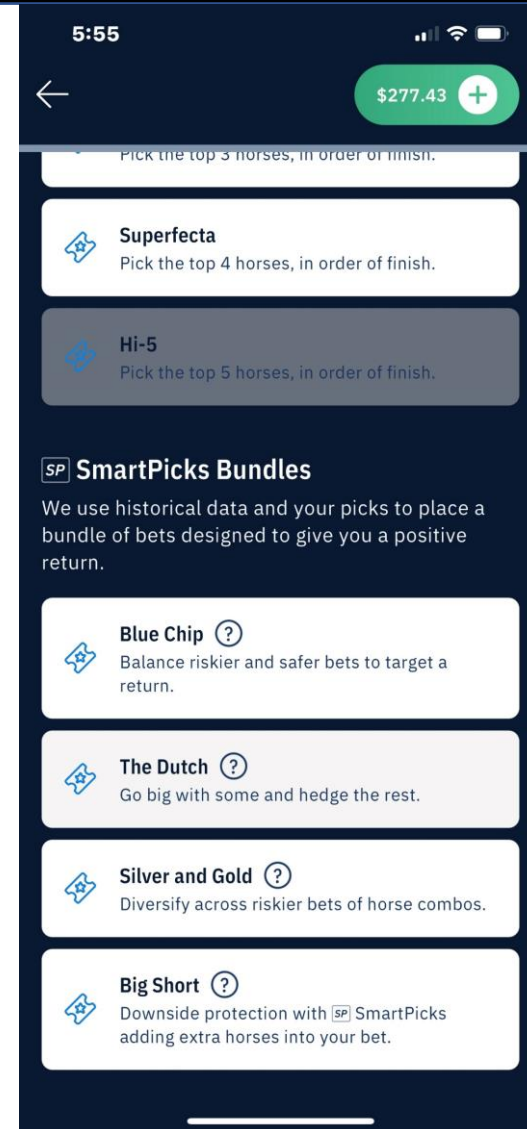 5:55
$277.43 +
Pick the top 3 horses, in order of finish.
Superfecta
Pick the top 4 horses, in order of finish.
Hi-5
Pick the top 5 horses, in order of finish.
SP SmartPicks Bundles
We use historical data and your picks to place a
bundle of bets designed to give you a positive
return.
Blue Chip ?
Balance riskier and safer bets to target a
return.
The Dutch ?
Go big with some and hedge the rest.
Silver and Gold ?
Diversify across riskier bets of horse combos.
Big Short ?
Downside protection with SP SmartPicks
adding extra horses into your bet.